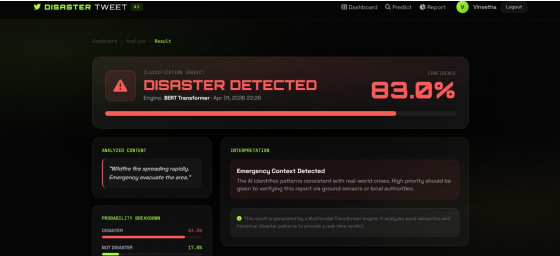 DISASTER TWEET AI
Dashboard
Predict
Report
V
Vineetha
Logout
Dashboard - Analyze - Result
CLASSIFICATION VERDICT
DISASTER DETECTED
Engine: BERT Transformer · Apr 01, 2026 22:26
CONFIDENCE
83.0%
ANALYZED CONTENT
"Wildfire fire spreading rapidly.
Emergency evacuate the area."
INTERPRETATION
Emergency Context Detected
The AI identifies patterns consistent with real-world crises. High priority should be
given to verifying this report via ground sensors or local authorities.
This result is generated by a Multimodal Transformer engine. It analyzes word semantics and
historical disaster patterns to provide a real-time verdict.
PROBABILITY BREAKDOWN
DISASTER 83.0%
NOT DISASTER 17.0%